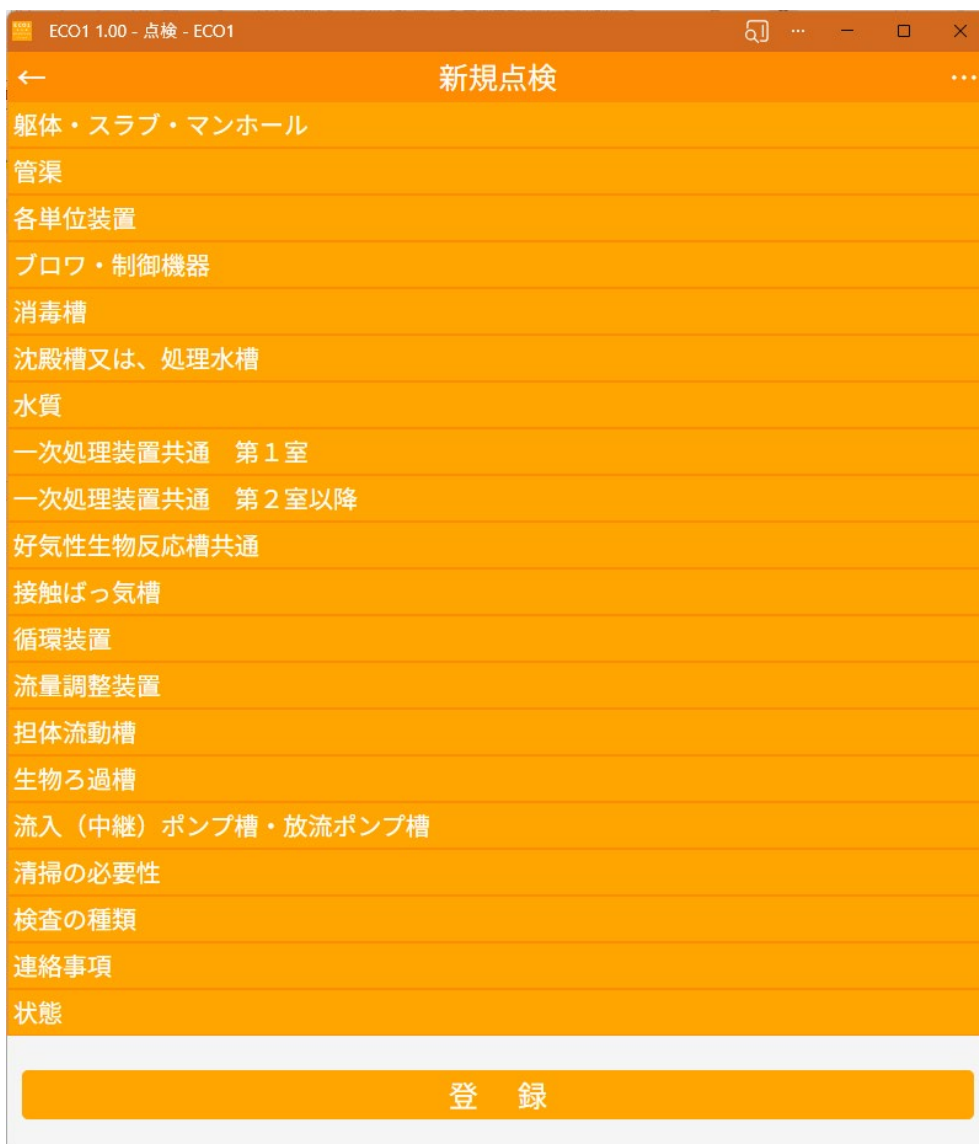 ECO1 1.00 - 点検 - ECO1
新規点検
躯体・スラブ・マンホール
管渠
各単位装置
ブロワ・制御機器
消毒槽
沈殿槽又は、処理水槽
水質
一次処理装置共通　第１室
一次処理装置共通　第２室以降
好気性生物反応槽共通
接触ばっ気槽
循環装置
流量調整装置
担体流動槽
生物ろ過槽
流入（中継）ポンプ槽・放流ポンプ槽
清掃の必要性
検査の種類
連絡事項
状態
登　録